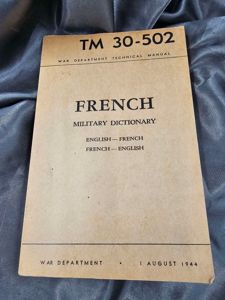 TM 30-502
WAR DEPARTMENT TECHNICAL MANUAL
FRENCH
MILITARY DICTIONARY
ENGLISH — FRENCH
FRENCH — ENGLISH
WAR DEPARTMENT • 1 AUGUST 1944